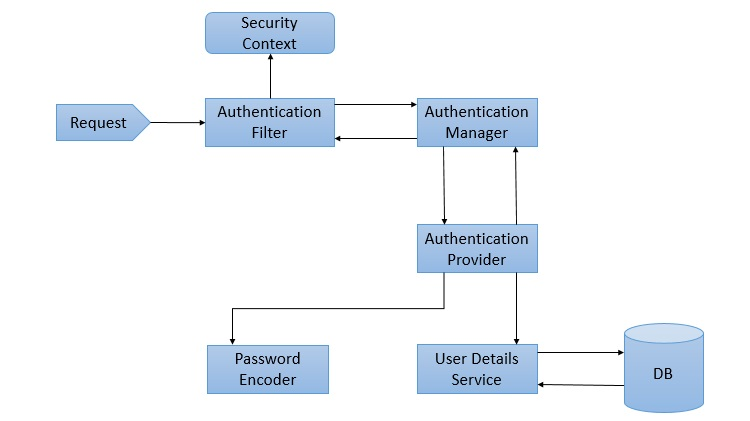 Security
Context
Request
Authentication
Filter
Authentication
Manager
Authentication
Provider
Password
Encoder
User Details
Service
DB